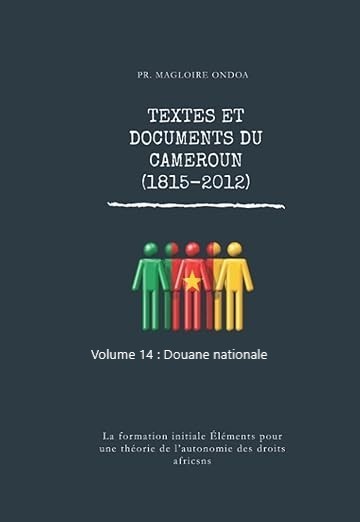 PR. MAGLOIRE ONDOA
TEXTES ET
DOCUMENTS DU
CAMEROUN
(1815-2012)
Volume 14 : Douane nationale
La formation initiale Éléments pour
une théorie de l'autonomie des droits
africsns